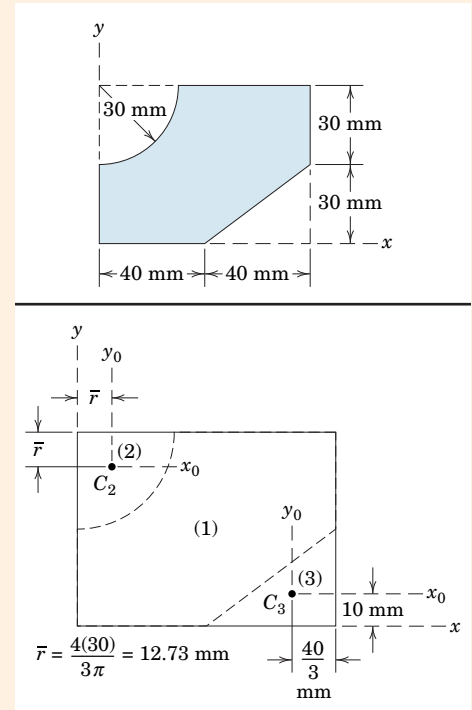 y
30 mm
30 mm
30 mm
x
40 mm
40 mm
y
y₀
r̄
r̄
(2)
x₀
C₂
y₀
(1)
(3)
C₃
x₀
10 mm
x
r̄ = 4(30)/3π = 12.73 mm
40/3
mm